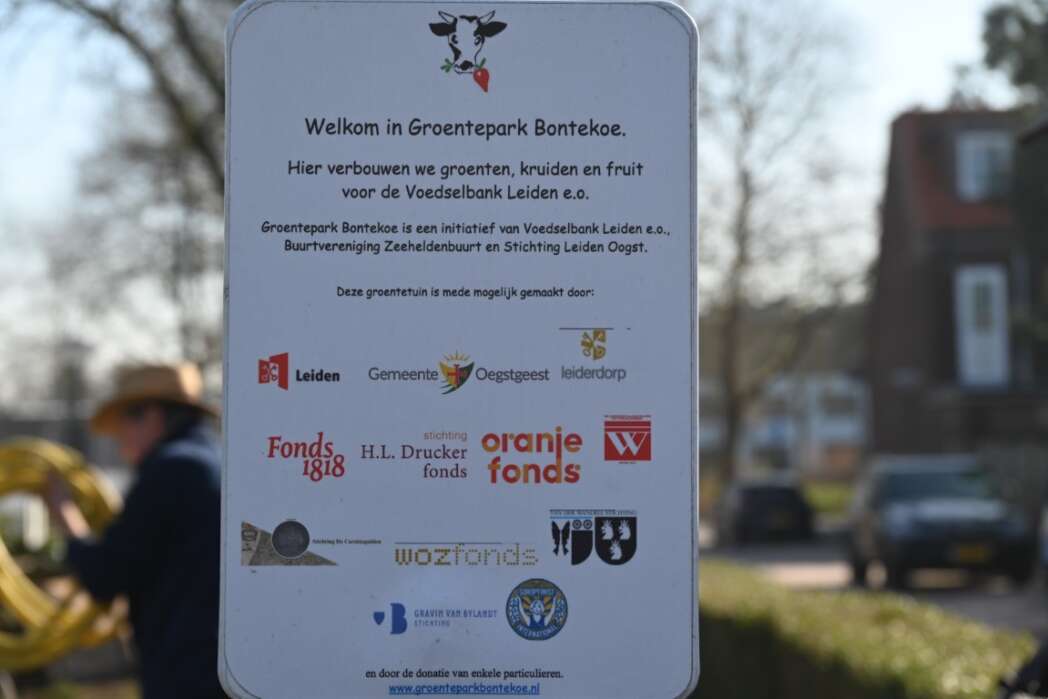 Welkom in Groentepark Bontekoe.
Hier verbouwen we groenten, kruiden en fruit
voor de Voedselbank Leiden e.o.
Groentepark Bontekoe is een initiatief van Voedselbank Leiden e.o.,
Buurtvereniging Zeeheldenbuurt en Stichting Leiden Oogst.
Deze groentetuin is mede mogelijk gemaakt door:
Leiden
Gemeente Oegstgeest
leiderdorp
Fonds
1818
stichting
H.L. Drucker
fonds
oranje
fonds
W
wozfonds
B
GRAVIN VAN BYLANDT
STICHTING
SOROPTIMIST
INTERNATIONAL
en door de donatie van enkele particulieren.
www.groenteparkbontekoe.nl